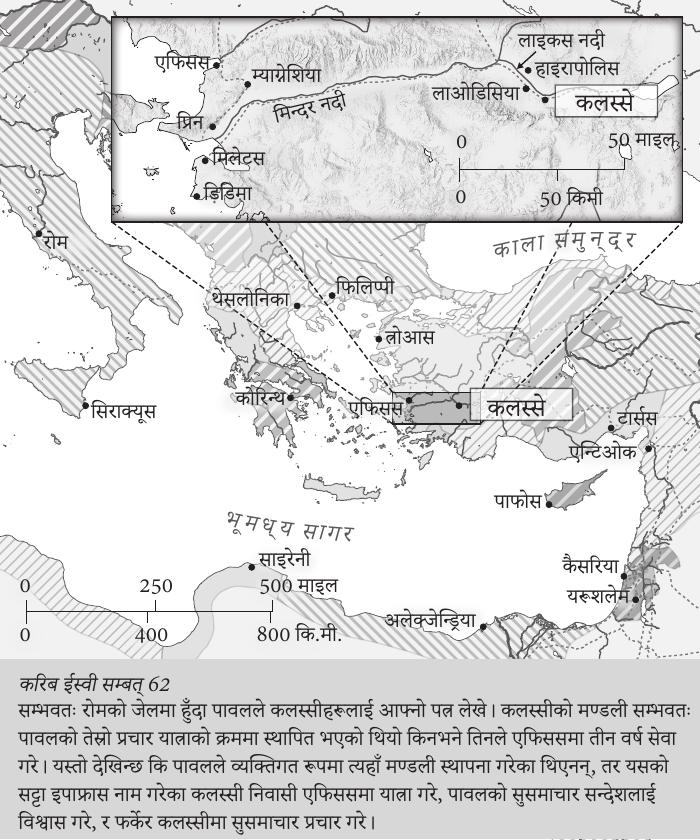 लाइकस नदी
एफिसस
म्याग्नेशिया
हाइरापोलिस
लाओडिसिया
कलस्से
प्रिन
मिन्दर नदी
0 50 माइल
मिलेटस
डिडिमा
0 50 किमी
रोम
काला समुन्द्र
फिलिप्पी
थेसलोनिका
त्रोआस
कोरिन्थ
एफिसस
कलस्से
सिराक्यूस
टार्सस
एन्टिओक
पाफोस
भूमध्य सागर
साइरेनी
कैसरिया
0 250 500 माइल
यरूशलेम
अलेक्जेन्ड्रिया
0 400 800 कि.मी.
करिब ईस्वी सम्बत् 62
सम्भवतः रोमको जेलमा हुँदा पावलले कलस्सीहरूलाई आफ्नो पत्र लेखे। कलस्सीको मण्डली सम्भवतः
पावलको तेस्रो प्रचार यात्राको क्रममा स्थापित भएको थियो किनभने तिनले एफिससमा तीन वर्ष सेवा
गरे। यस्तो देखिन्छ कि पावलले व्यक्तिगत रूपमा त्यहाँ मण्डली स्थापना गरेका थिएनन्, तर यसको
सट्टा इपाफ्रास नाम गरेका कलस्सी निवासी एफिससमा यात्रा गरे, पावलको सुसमाचार सन्देशलाई
विश्वास गरे, र फर्केर कलस्सीमा सुसमाचार प्रचार गरे।